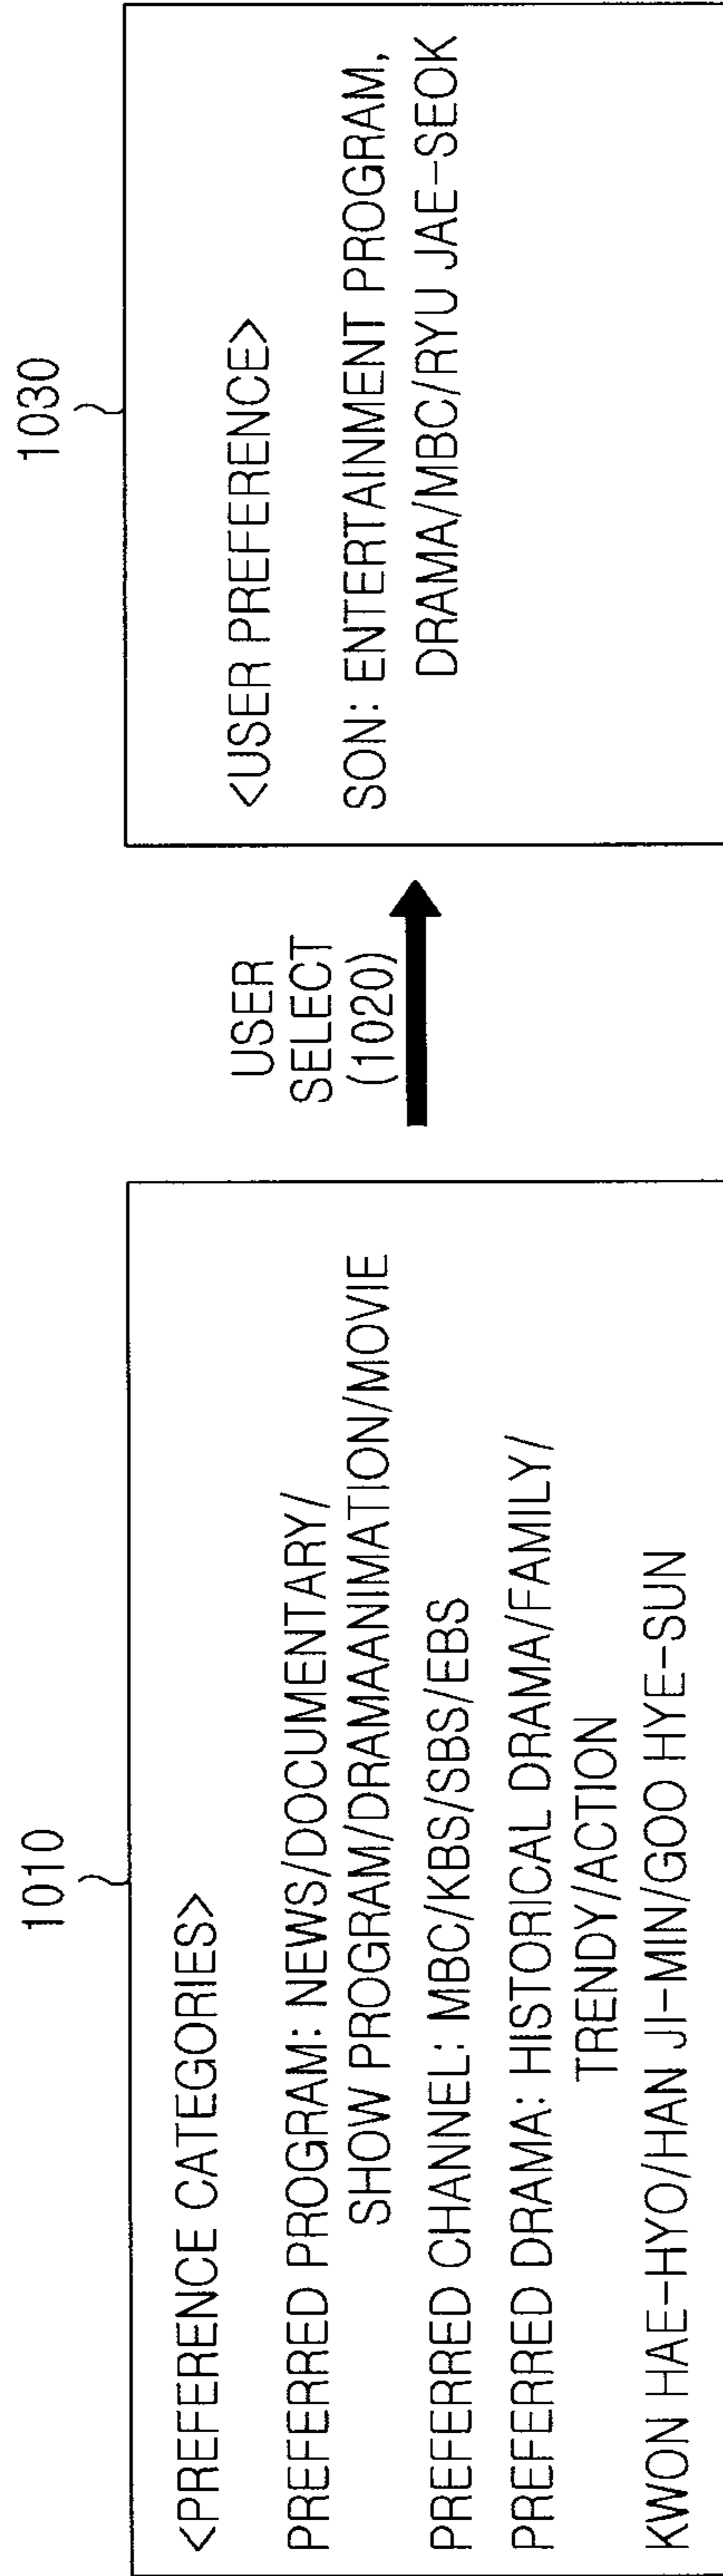 1010
<PREFERENCE CATEGORIES>
PREFERRED PROGRAM: NEWS/DOCUMENTARY/
SHOW PROGRAM/DRAMAANIMATION/MOVIE
PREFERRED CHANNEL: MBC/KBS/SBS/EBS
PREFERRED DRAMA: HISTORICAL DRAMA/FAMILY/
TRENDY/ACTION
KWON HAE-HYO/HAN JI-MIN/GOO HYE-SUN
USER
SELECT
(1020)
1030
<USER PREFERENCE>
SON: ENTERTAINMENT PROGRAM,
DRAMA/MBC/RYU JAE-SEOK